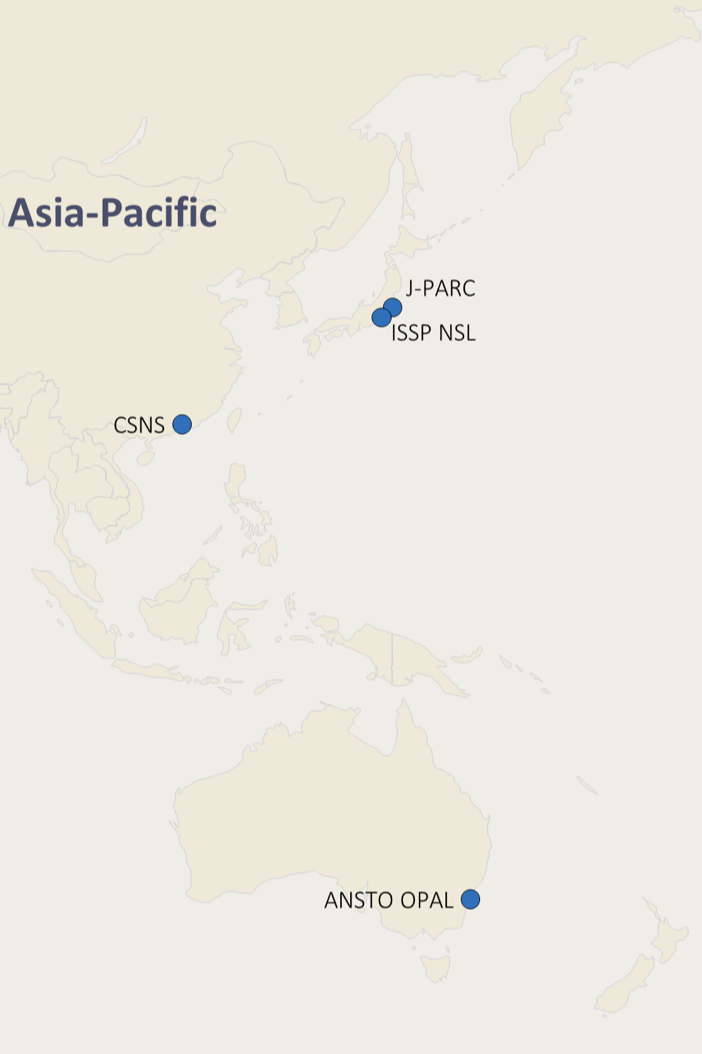 Asia-Pacific
J-PARC
ISSP NSL
CSNS
ANSTO OPAL